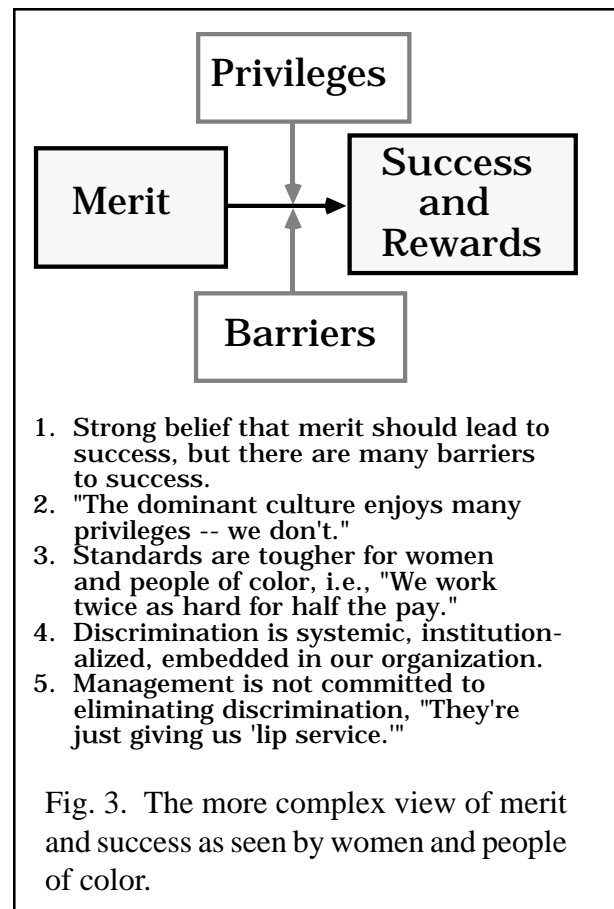 Privileges
Merit
Success
and
Rewards
Barriers
1. Strong belief that merit should lead to
success, but there are many barriers
to success.
2. "The dominant culture enjoys many
privileges -- we don't."
3. Standards are tougher for women
and people of color, i.e., "We work
twice as hard for half the pay."
4. Discrimination is systemic, institution-
alized, embedded in our organization.
5. Management is not committed to
eliminating discrimination, "They're
just giving us 'lip service.'"
Fig. 3. The more complex view of merit
and success as seen by women and people
of color.